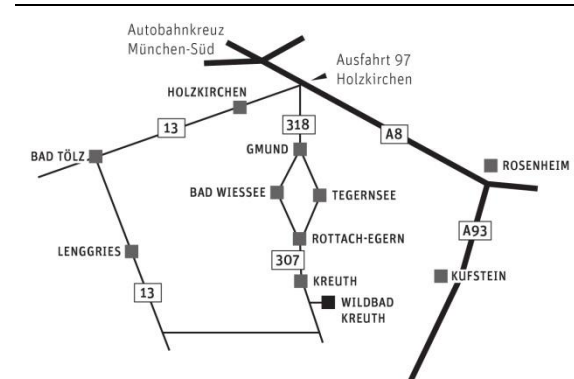 Autobahnkreuz
München-Süd
Ausfahrt 97
Holzkirchen
HOLZKIRCHEN
13
318
A8
GMUND
BAD TÖLZ
ROSENHEIM
BAD WIESSEE
TEGERNSEE
A93
ROTTACH-EGERN
LENGGRIES
307
KUFSTEIN
KREUTH
13
WILDBAD
KREUTH